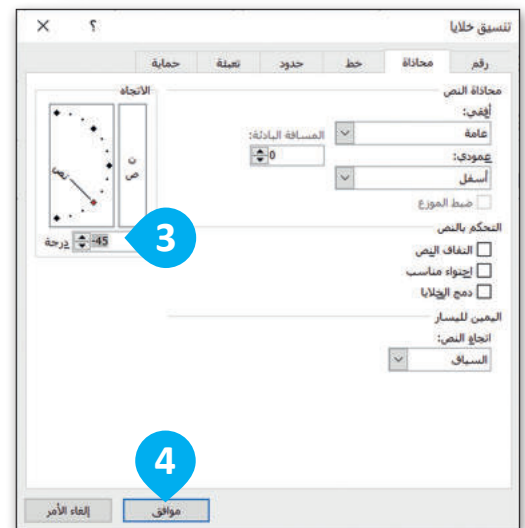 تنسيق خلايا ؟ ×
رقم محاذاة خط حدود تعبئة حماية
محاذاة النص
أفقي:
عامة
المسافة البادئة:
0
عمودي:
أسفل
ضبط الموزع
التحكم بالنص
التفاف النص
احتواء مناسب
دمج الخلايا
اليمين لليسار
اتجاه النص:
السياق
الاتجاه
ن
ص
نص
-45 درجة
3
4
موافق
إلغاء الأمر